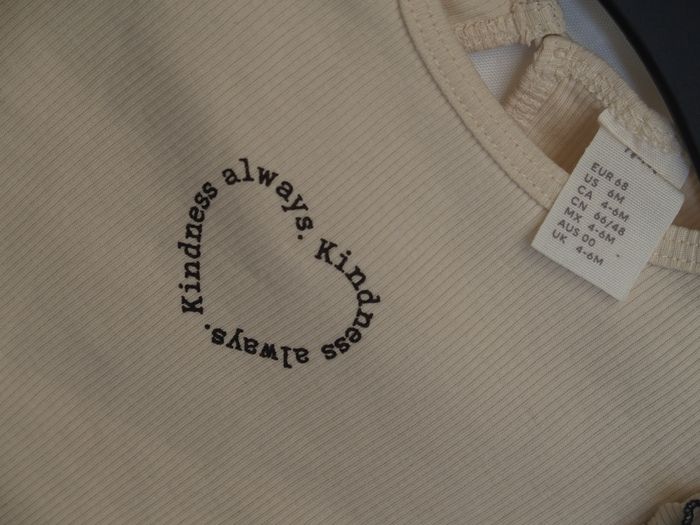 Kindness always. Kindness always.
EUR 68
US 6M
CA 4-6M
CN 66/48
MX 4-6M
AUS 00
UK 4-6M